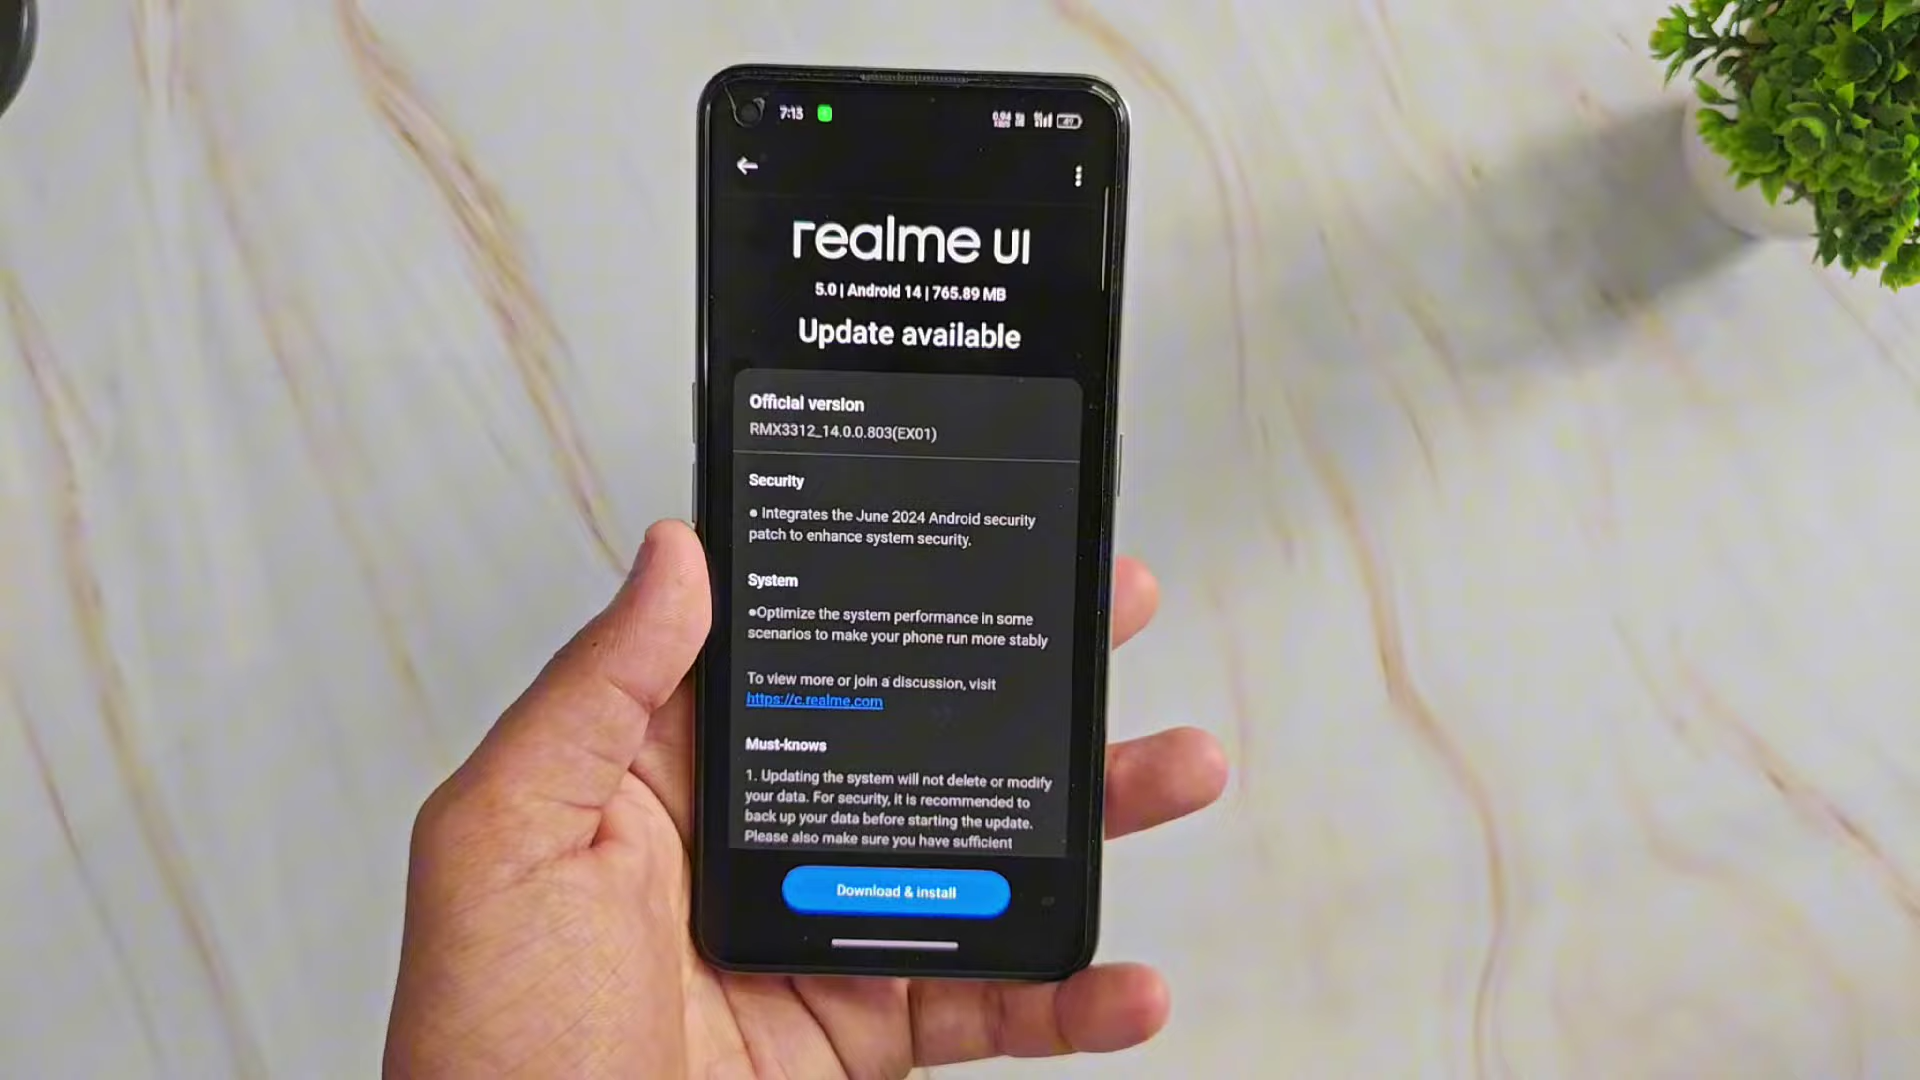 7:13
realme UI
5.0 | Android 14 | 765.89 MB
Update available
Official version
RMX3312_14.0.0.803(EX01)
Security
● Integrates the June 2024 Android security
patch to enhance system security.
System
●Optimize the system performance in some
scenarios to make your phone run more stably
To view more or join a discussion, visit
https://c.realme.com
Must-knows
1. Updating the system will not delete or modify
your data. For security, it is recommended to
back up your data before starting the update.
Please also make sure you have sufficient
Download & install